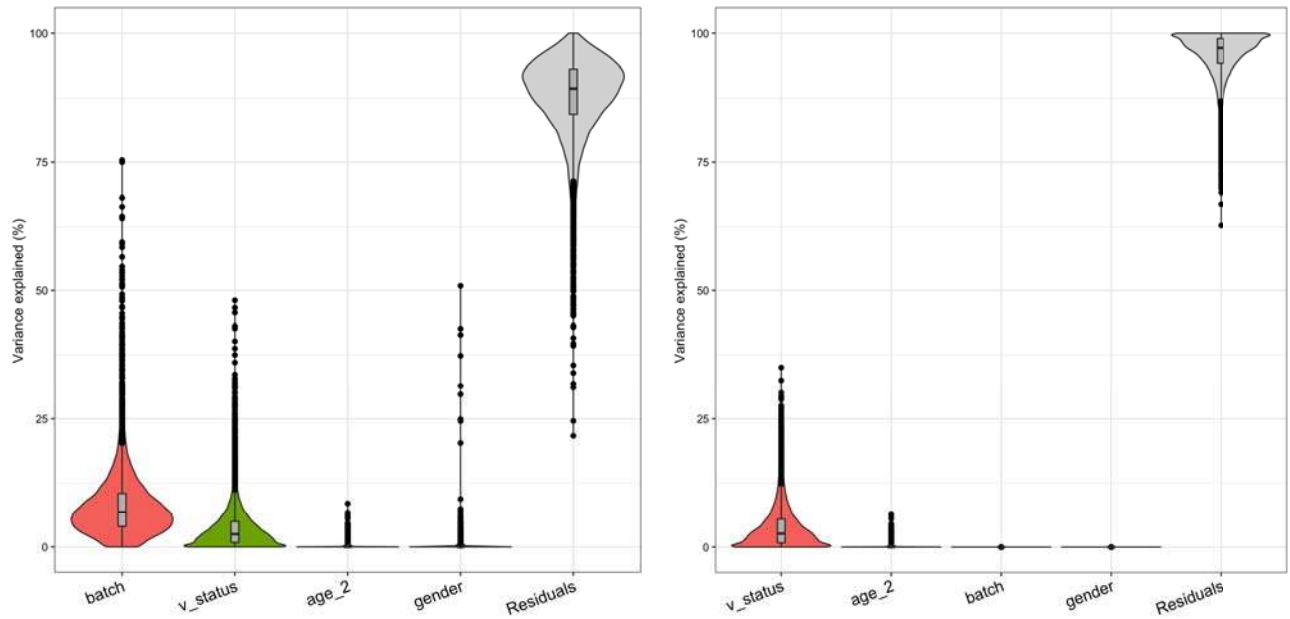 Variance explained (%)
100
75
50
25
0
batch
v_status
age_2
gender
Residuals
Variance explained (%)
100
75
50
25
0
v_status
age_2
batch
gender
Residuals